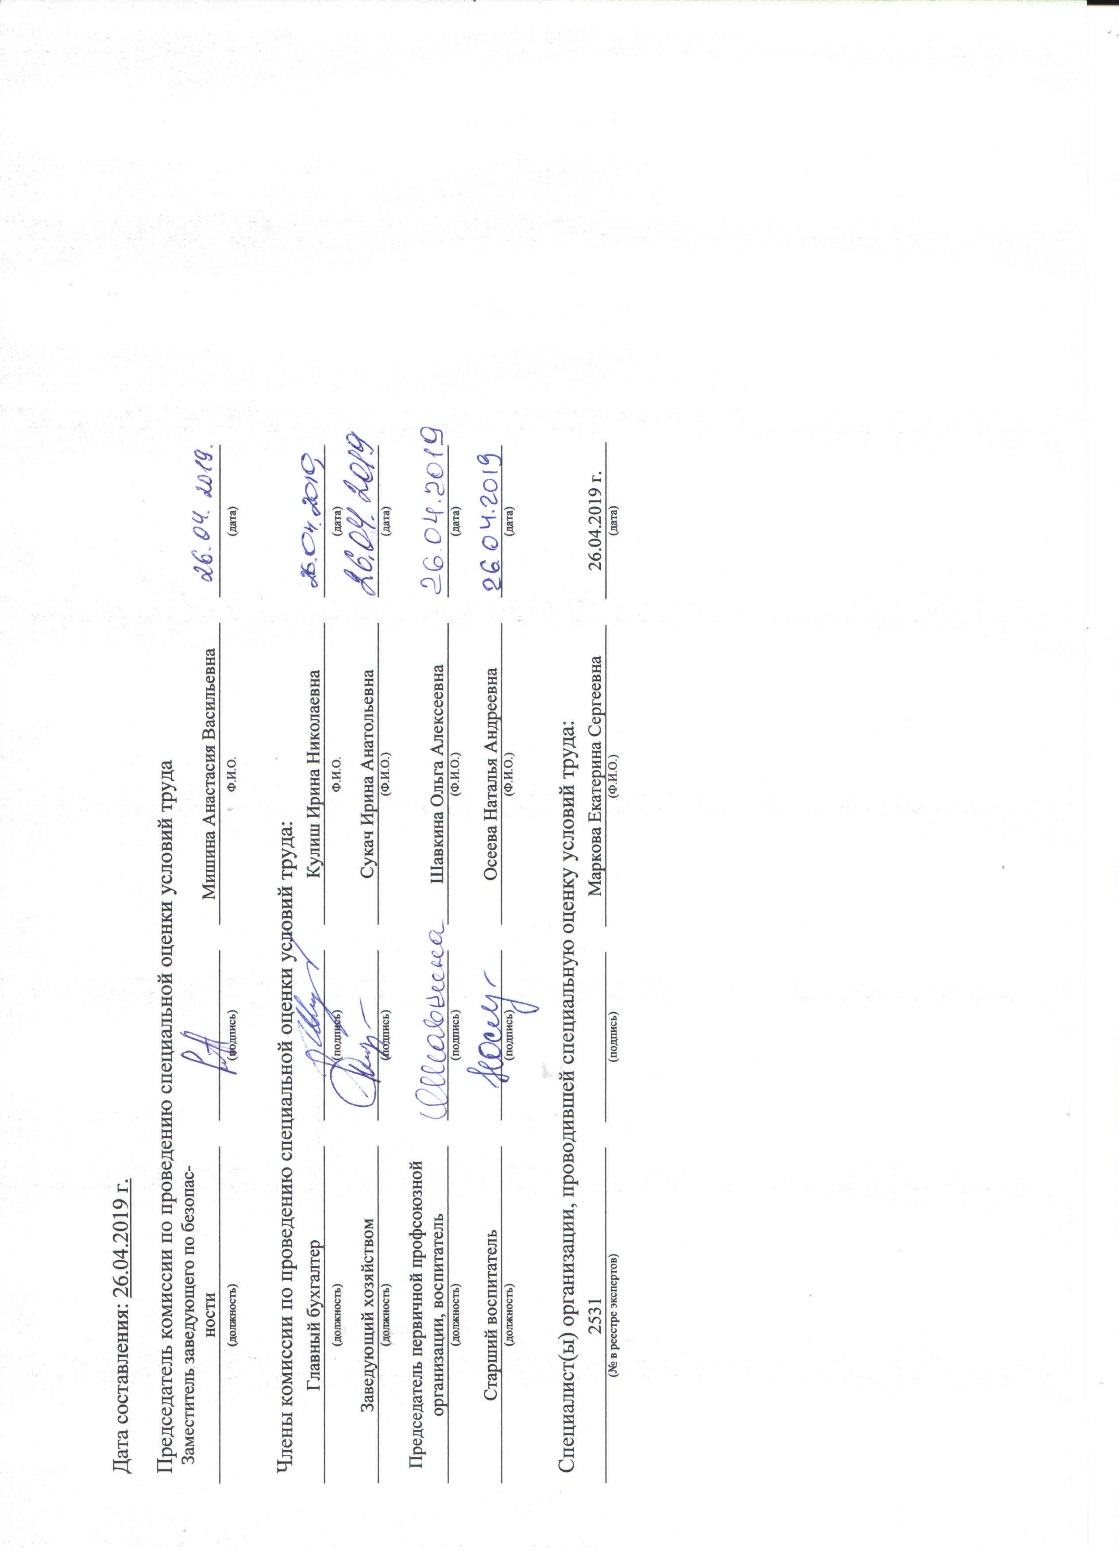 Дата составления: 26.04.2019 г.
Председатель комиссии по проведению специальной оценки условий труда
Заместитель заведующего по безопас-
ности Мишина Анастасия Васильевна 26.04.2019.
(должность) (подпись) Ф.И.О. (дата)
Члены комиссии по проведению специальной оценки условий труда:
Главный бухгалтер Кулиш Ирина Николаевна 26.04.2019
(должность) (подпись) Ф.И.О. (дата)
Заведующий хозяйством Сукач Ирина Анатольевна 26.04.2019
(должность) (подпись) (Ф.И.О.) (дата)
Председатель первичной профсоюзной
организации, воспитатель Шавкина Ольга Алексеевна 26.04.2019
(должность) (подпись) (Ф.И.О.) (дата)
Старший воспитатель Осеева Наталья Андреевна 26 04.2019
(должность) (подпись) (Ф.И.О.) (дата)
Специалист(ы) организации, проводившей специальную оценку условий труда:
2531 Маркова Екатерина Сергеевна 26.04.2019 г.
(№ в реестре экспертов) (подпись) (Ф.И.О.) (дата)